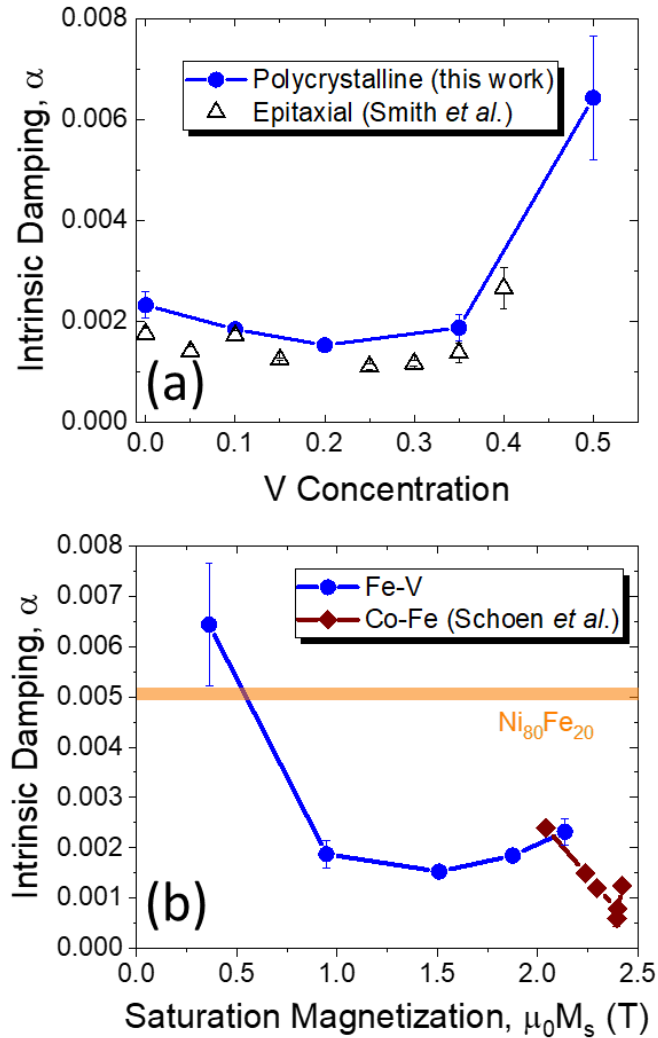 0.008
0.006
0.004
0.002
0.000
Intrinsic Damping, α
Polycrystalline (this work)
Epitaxial (Smith et al.)
(a)
0.0 0.1 0.2 0.3 0.4 0.5
V Concentration
0.008
0.007
0.006
0.005
0.004
0.003
0.002
0.001
0.000
Intrinsic Damping, α
Fe-V
Co-Fe (Schoen et al.)
Ni80Fe20
(b)
0.0 0.5 1.0 1.5 2.0 2.5
Saturation Magnetization, μ0Ms (T)